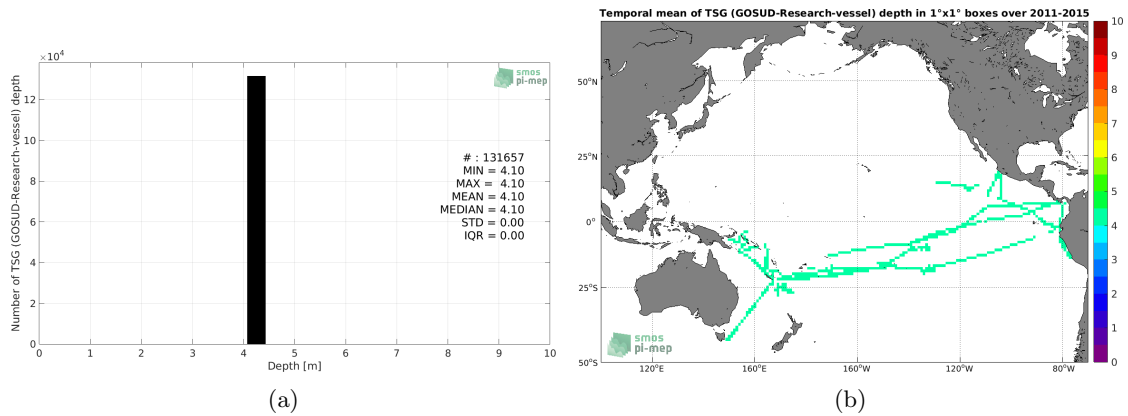 ×10⁴
12
10
8
6
4
2
0
Number of TSG (GOSUD-Research-vessel) depth
0 1 2 3 4 5 6 7 8 9 10
Depth [m]
smos
pi-mep
# : 131657
MIN = 4.10
MAX = 4.10
MEAN = 4.10
MEDIAN = 4.10
STD = 0.00
IQR = 0.00
(a)
Temporal mean of TSG (GOSUD-Research-vessel) depth in 1°x1° boxes over 2011-2015
50°N
25°N
0°
25°S
50°S
120°E 160°E 160°W 120°W 80°W
smos
pi-mep
10
9
8
7
6
5
4
3
2
1
0
(b)